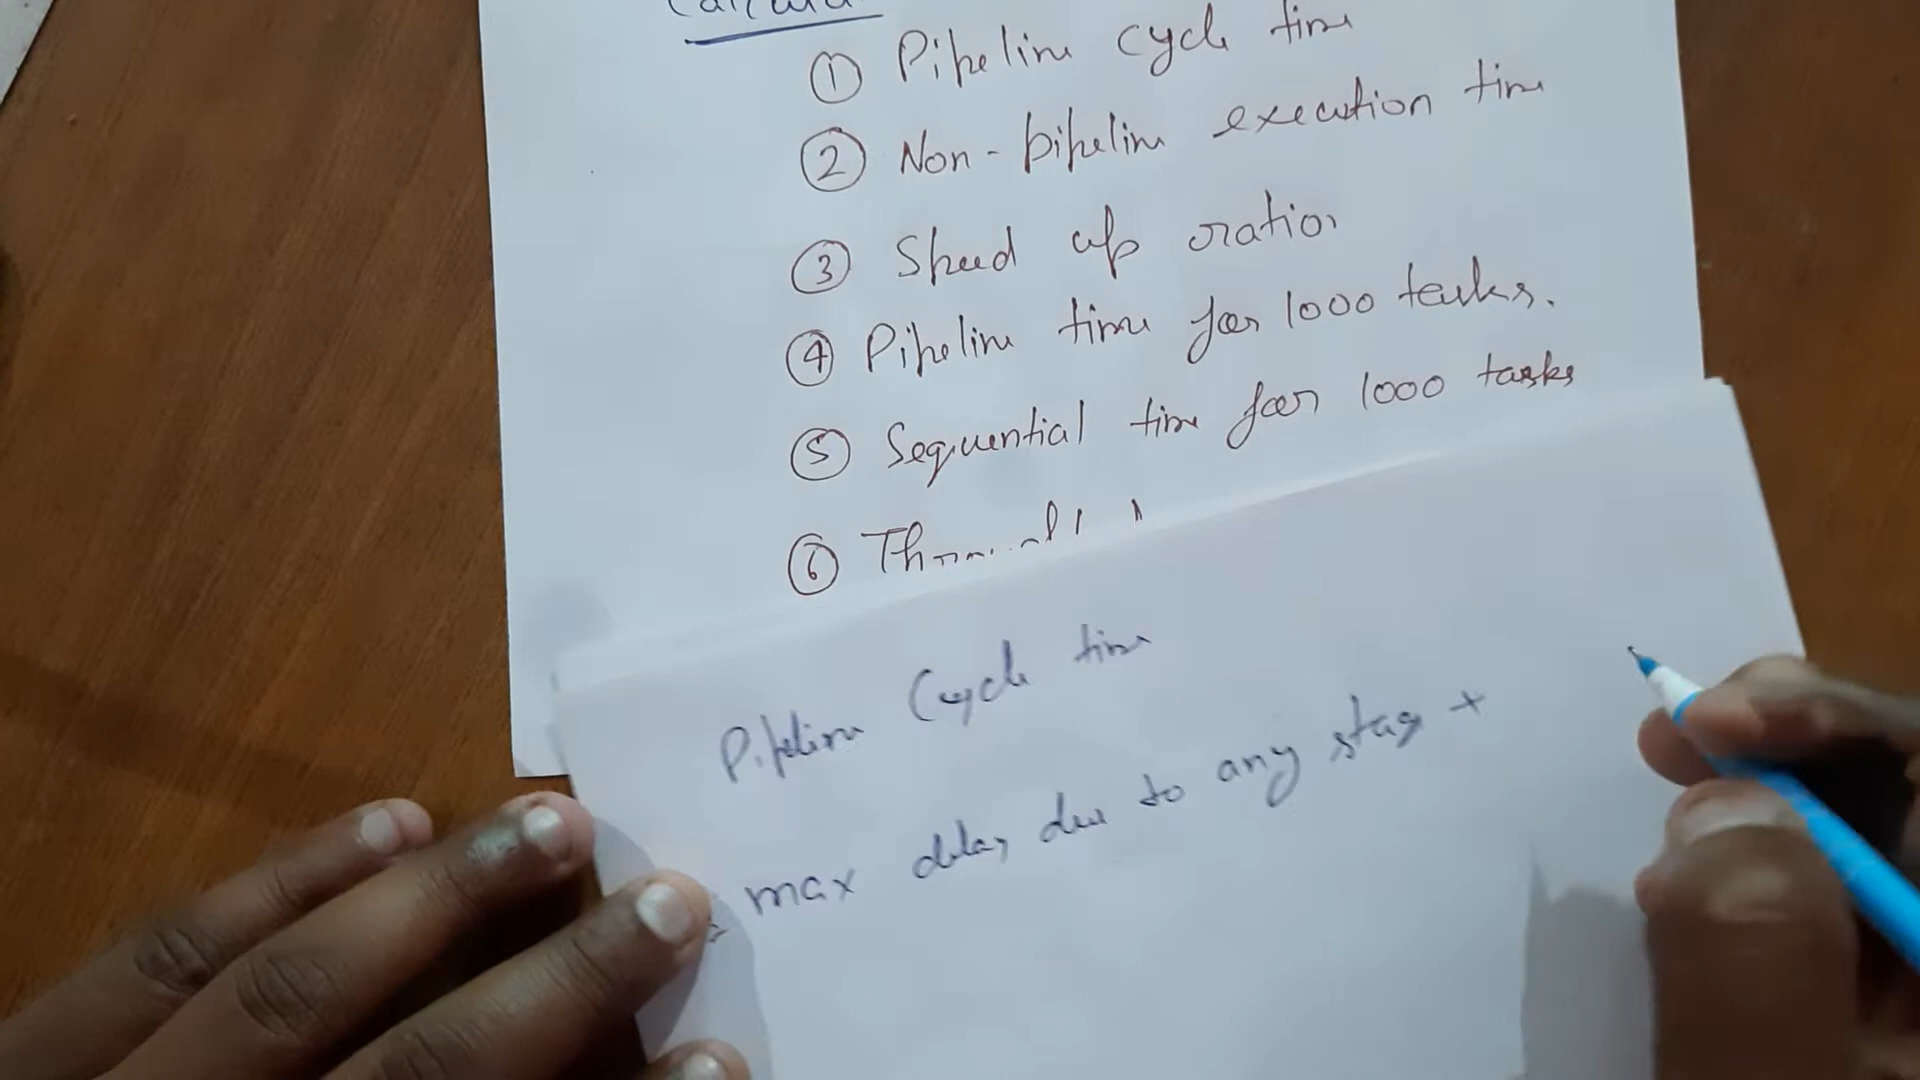 ① Pipeline cycle time
② Non-pipeline execution time
③ Speed up ratio
④ Pipeline time for 1000 tasks.
⑤ Sequential time for 1000 tasks
⑥
Pipeline Cycle time
= max delay due to any stage +